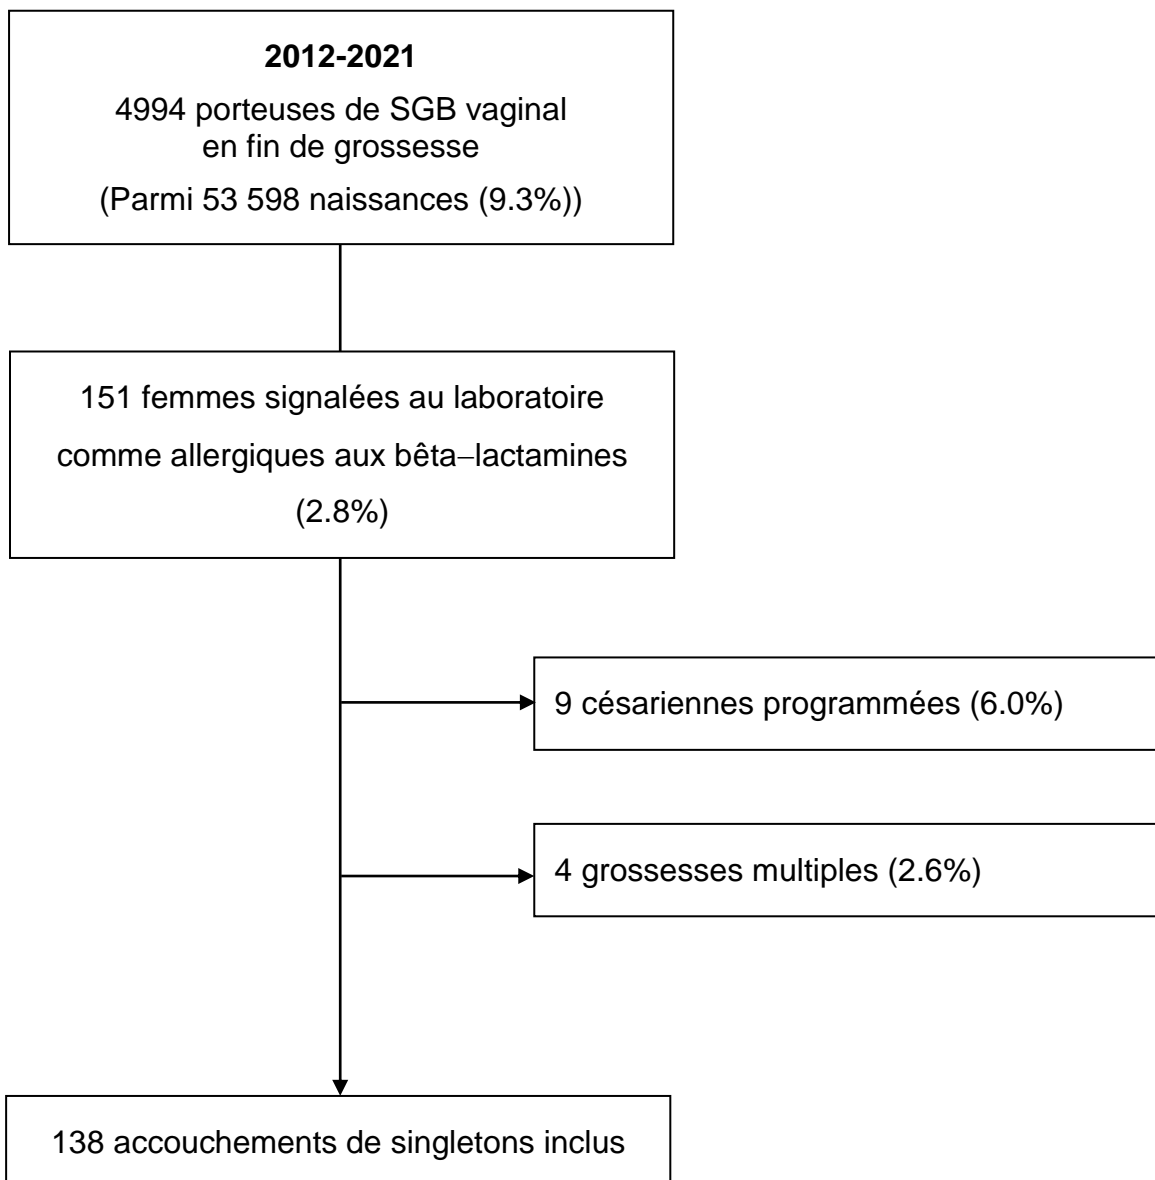 2012-2021
4994 porteuses de SGB vaginal
en fin de grossesse
(Parmi 53 598 naissances (9.3%))
151 femmes signalées au laboratoire
comme allergiques aux bêta–lactamines
(2.8%)
9 césariennes programmées (6.0%)
4 grossesses multiples (2.6%)
138 accouchements de singletons inclus